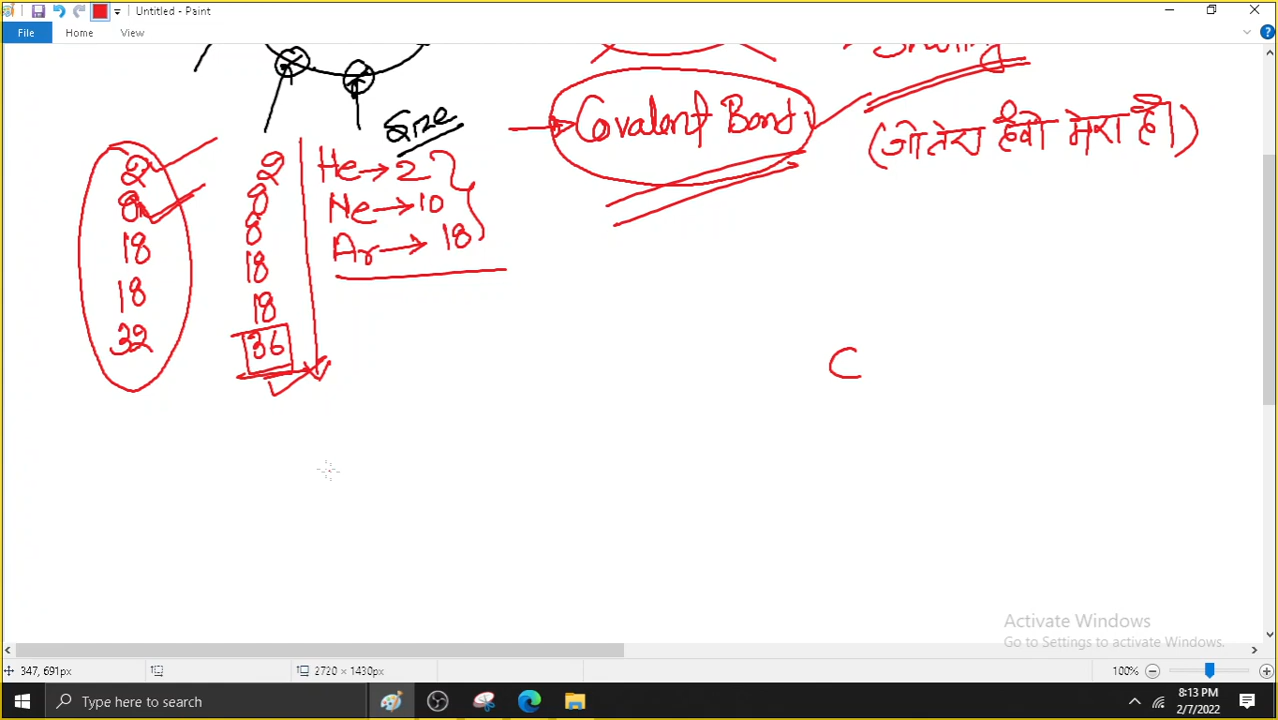 Untitled - Paint
File Home View
Sharing
Size
Covalent Bond
(जो तेरा है वो मेरा है)
2
8
18
18
32
2
8
8
18
18
36
He → 2
Ne → 10
Ar → 18
C
Activate Windows
Go to Settings to activate Windows.
347, 691px
2720 × 1430px
100%
Type here to search
8:13 PM
2/7/2022